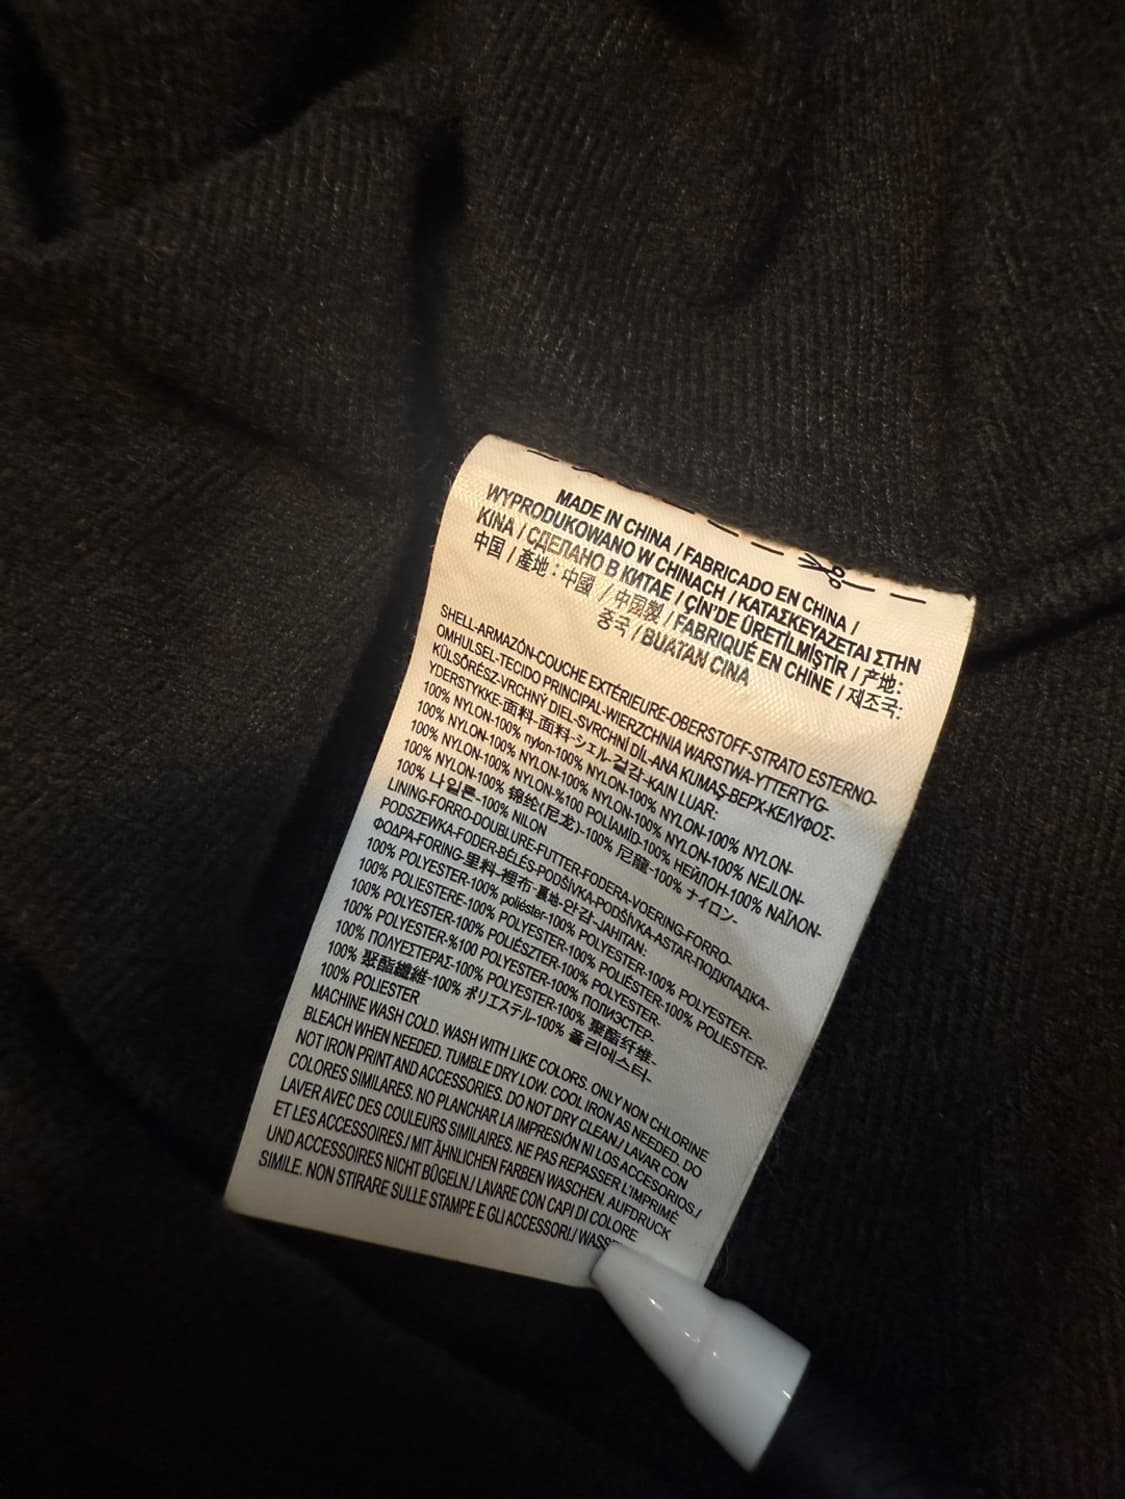 MADE IN CHINA / FABRICADO EN CHINA /
WYPRODUKOWANO W CHINACH / ΚΑΤΑΣΚΕΥΑΖΕΤΑΙ ΣΤΗΝ
ΚΙΝΑ / СДЕЛАНО В КИТАЕ / ÇİN'DE ÜRETİLMİŞTİR / 产地:
中国 / 產地:中國 / 中国製 / FABRIQUÉ EN CHINE / 제조국:
중국 / BUATAN CINA
SHELL-ARMAZÓN-COUCHE EXTÉRIEURE-OBERSTOFF-STRATO ESTERNO-
OMHULSEL-TECIDO PRINCIPAL-WIERZCHNIA WARSTWA-YTTERTYG-
KÜLSŐRÉSZ-VRCHNÝ DIEL-SVRCHNÍ DÍL-ANA KUMAŞ-ВЕРХ-ΚΕΛΥΦΟΣ-
YDERSTYKKE-面料-面料-シェル-겉감-KAIN LUAR:
100% NYLON-100% nylon-100% NYLON-100% NYLON-100% NYLON-
100% NYLON-100% NYLON-100% NYLON-100% NYLON-100% NEJLON-
100% NYLON-100% NYLON-%100 POLİAMİD-100% НЕЙЛОН-100% ΝΑΪΛΟΝ-
100% NYLON-100% 锦纶(尼龙)-100% 尼龍-100% ナイロン-
100% 나일론-100% NILON
LINING-FORRO-DOUBLURE-FUTTER-FODERA-VOERING-FORRO-
PODSZEWKA-FODER-BÉLÉS-PODŠÍVKA-PODŠÍVKA-ASTAR-ПОДКЛАДКА-
ΦΟΔΡΑ-FORING-里料-裡布-裏地-안감-JAHITAN:
100% POLYESTER-100% poliéster-100% POLYESTER-100% POLYESTER-
100% POLIESTERE-100% POLYESTER-100% POLIÉSTER-100% POLIESTER-
100% POLYESTER-100% POLIÉSZTER-100% POLYESTER-
100% POLYESTER-%100 POLYESTER-100% ПОЛИЭСТЕР-
100% ΠΟΛΥΕΣΤΕΡΑΣ-100% POLYESTER-100% 聚酯纤维-
100% 聚酯纖維-100% ポリエステル-100% 폴리에스터-
100% POLIESTER
MACHINE WASH COLD. WASH WITH LIKE COLORS. ONLY NON CHLORINE
BLEACH WHEN NEEDED. TUMBLE DRY LOW. COOL IRON AS NEEDED. DO
NOT IRON PRINT AND ACCESSORIES. DO NOT DRY CLEAN./ LAVAR CON
COLORES SIMILARES. NO PLANCHAR LA IMPRESIÓN NI LOS ACCESORIOS./
LAVER AVEC DES COULEURS SIMILAIRES. NE PAS REPASSER L'IMPRIMÉ
ET LES ACCESSOIRES./ MIT ÄHNLICHEN FARBEN WASCHEN. AUFDRUCK
UND ACCESSOIRES NICHT BÜGELN./ LAVARE CON CAPI DI COLORE
SIMILE. NON STIRARE SULLE STAMPE E GLI ACCESSORI./